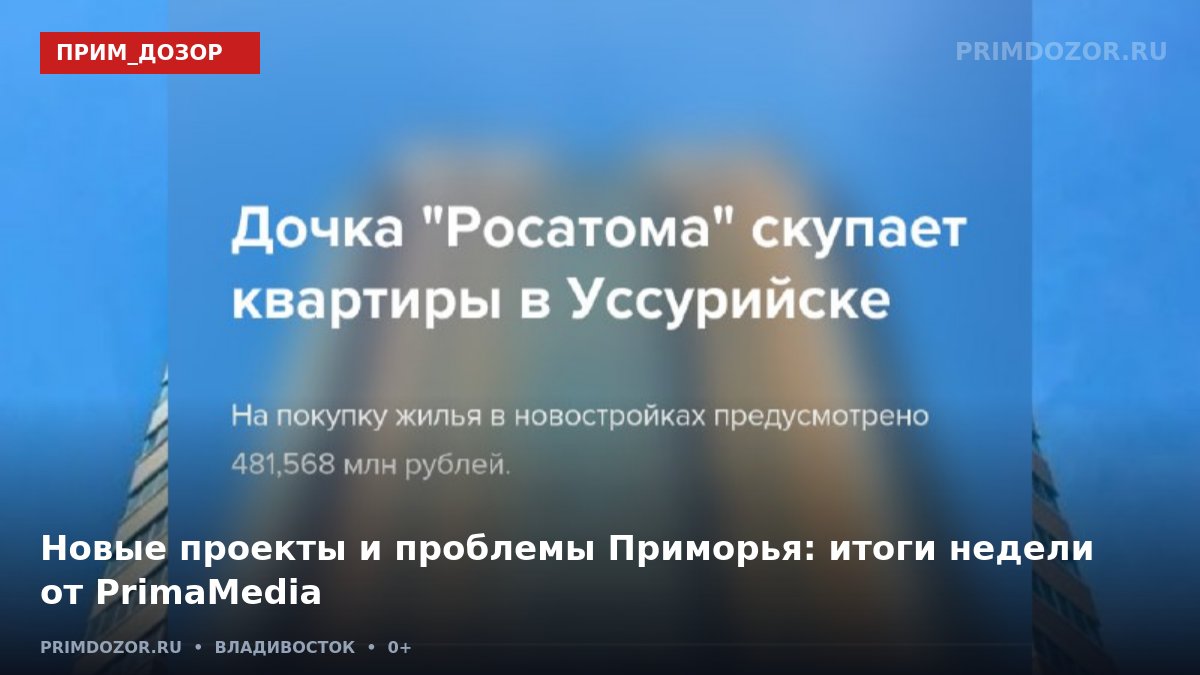 ПРИМ_ДОЗОР
PRIMDOZOR.RU
Дочка "Росатома" скупает
квартиры в Уссурийске
На покупку жилья в новостройках предусмотрено
481,568 млн рублей.
Новые проекты и проблемы Приморья: итоги недели
от PrimaMedia
PRIMDOZOR.RU • ВЛАДИВОСТОК • 0+